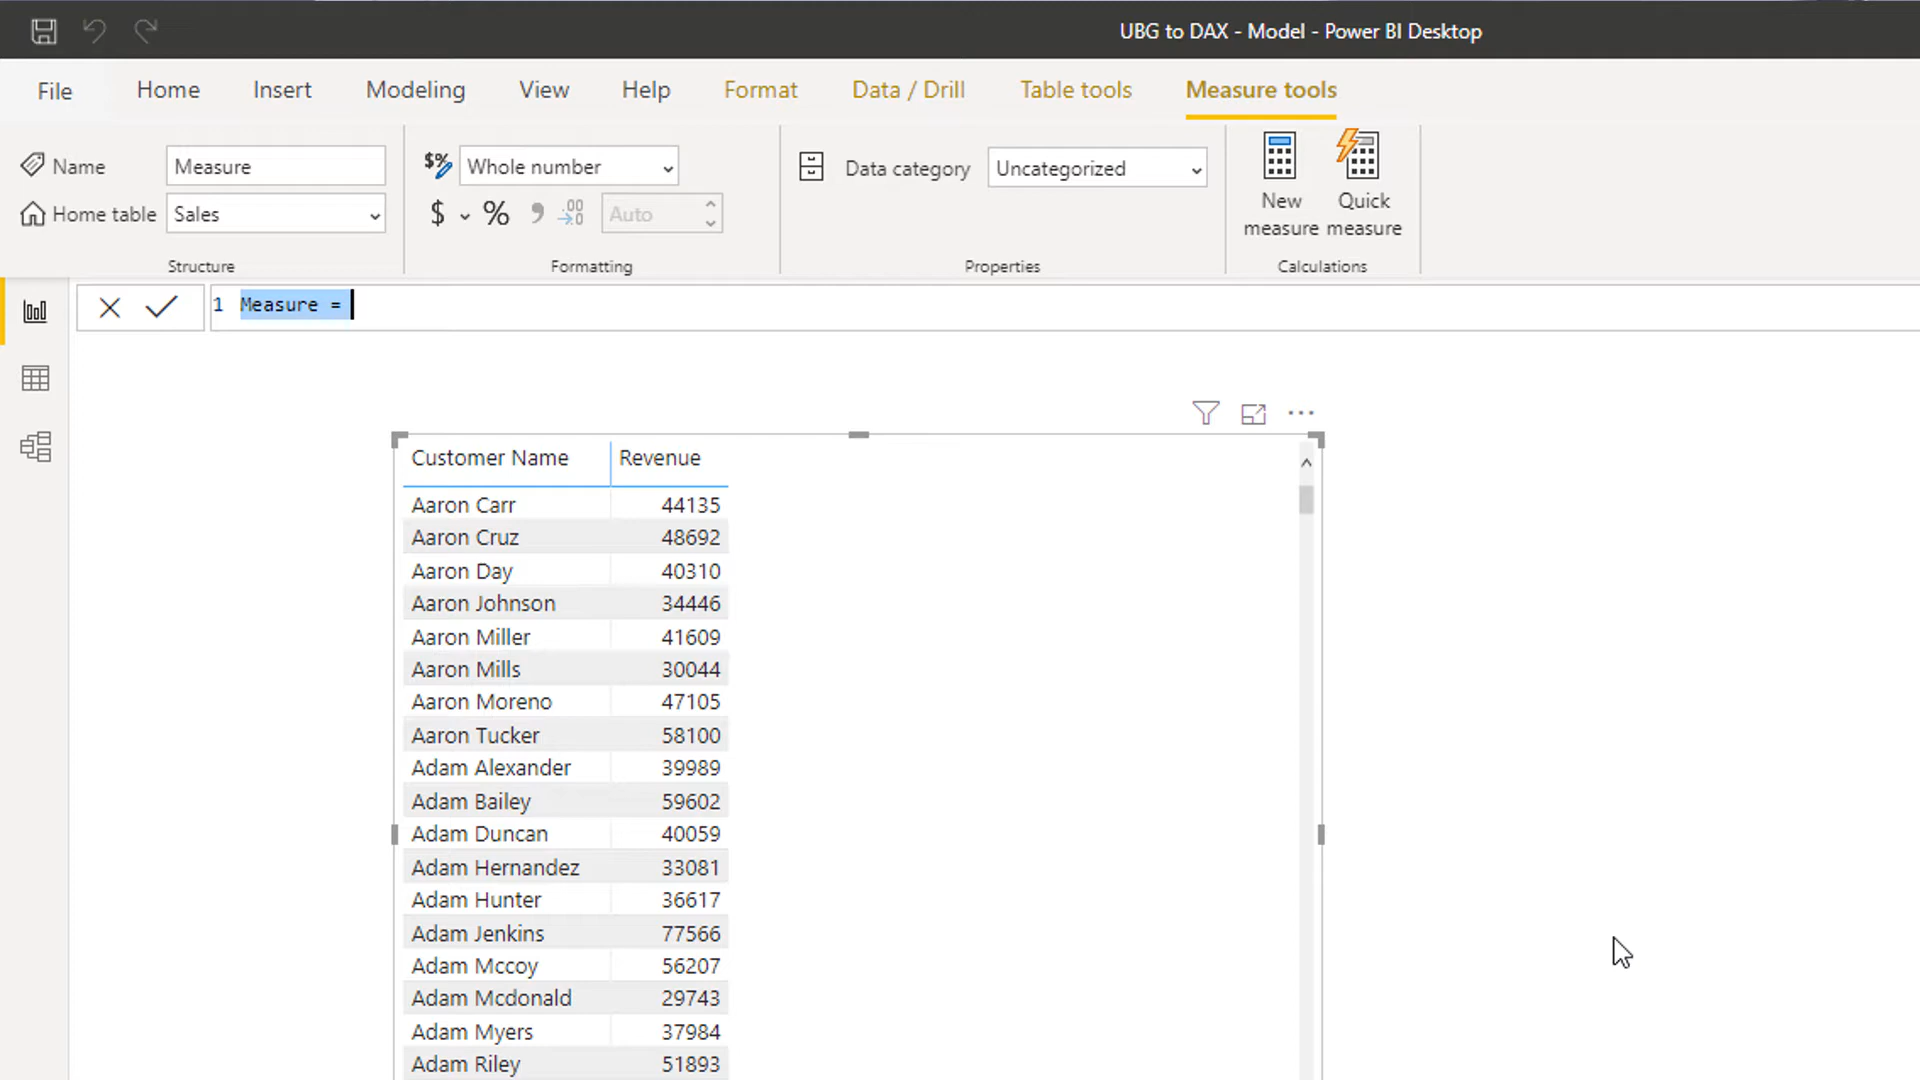 UBG to DAX - Model - Power BI Desktop
File Home Insert Modeling View Help Format Data / Drill Table tools Measure tools
Name Measure
Home table Sales
Structure
$% Whole number
$ % 9 .00 Auto
Formatting
Data category Uncategorized
Properties
New measure
Quick measure
Calculations
1 Measure =
Customer Name Revenue
Aaron Carr 44135
Aaron Cruz 48692
Aaron Day 40310
Aaron Johnson 34446
Aaron Miller 41609
Aaron Mills 30044
Aaron Moreno 47105
Aaron Tucker 58100
Adam Alexander 39989
Adam Bailey 59602
Adam Duncan 40059
Adam Hernandez 33081
Adam Hunter 36617
Adam Jenkins 77566
Adam Mccoy 56207
Adam Mcdonald 29743
Adam Myers 37984
Adam Riley 51893